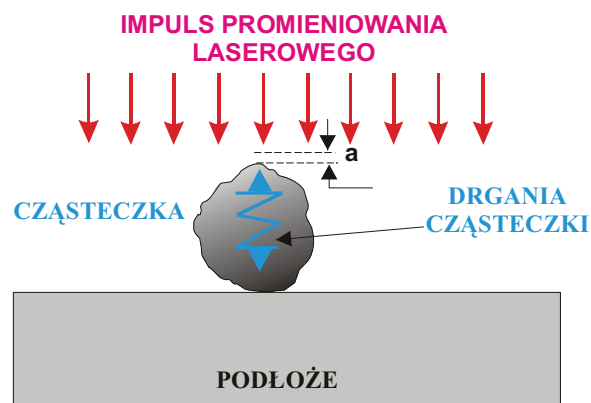 IMPULS PROMIENIOWANIA
LASEROWEGO
a
CZĄSTECZKA
DRGANIA
CZĄSTECZKI
PODŁOŻE